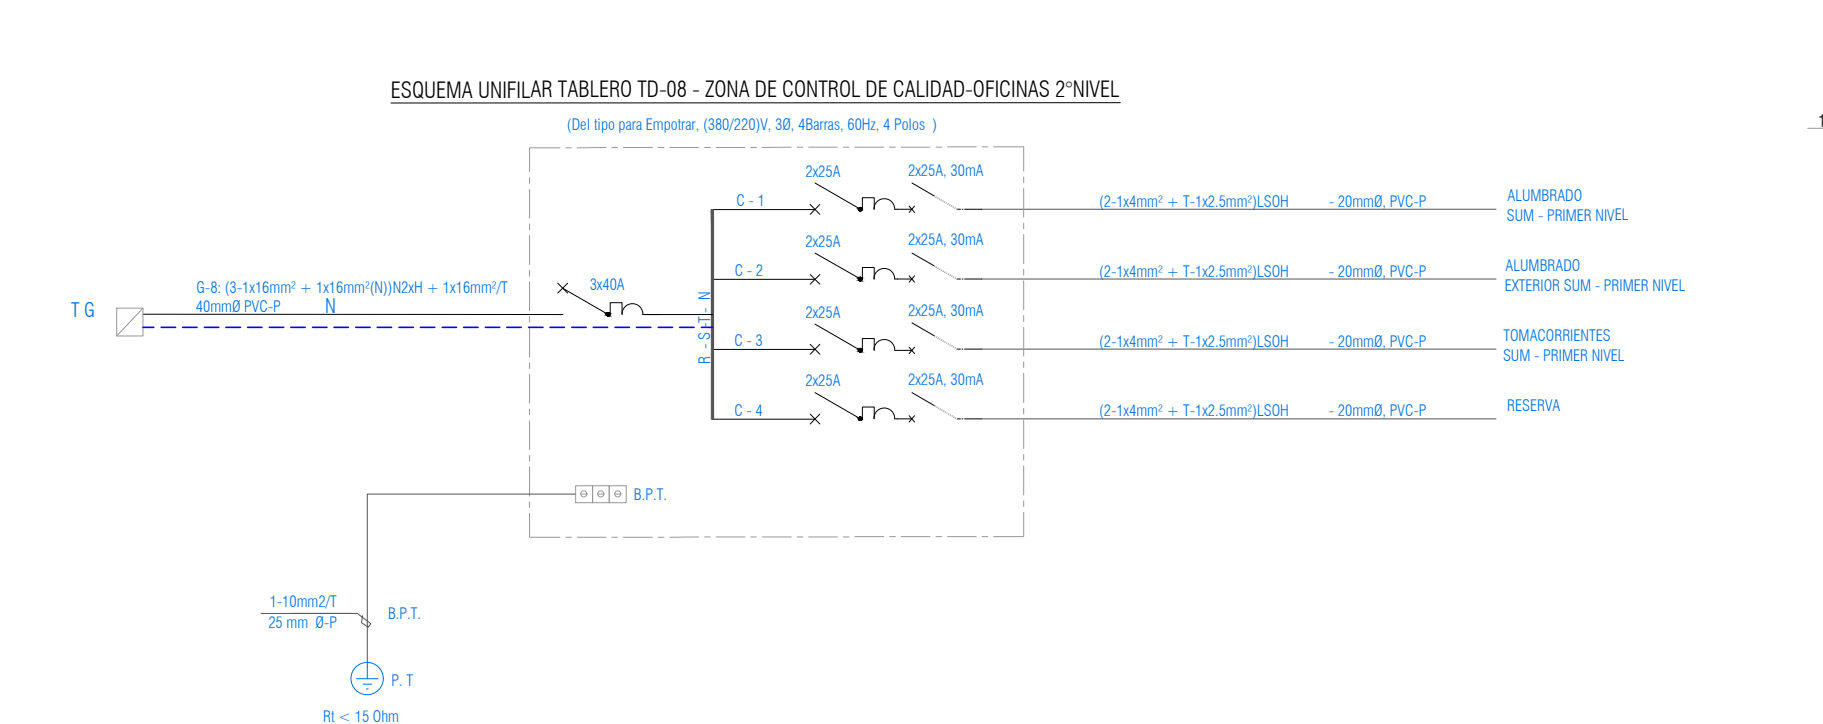 ESQUEMA UNIFILAR TABLERO TD-08 - ZONA DE CONTROL DE CALIDAD-OFICINAS 2°NIVEL
(Del tipo para Empotrar, (380/220)V, 3Ø, 4Barras, 60Hz, 4 Polos )
1
2x25A
2x25A, 30mA
C - 1
(2-1x4mm² + T-1x2.5mm²)LSOH - 20mmØ, PVC-P
ALUMBRADO
SUM - PRIMER NIVEL
2x25A
2x25A, 30mA
C - 2
(2-1x4mm² + T-1x2.5mm²)LSOH - 20mmØ, PVC-P
ALUMBRADO
EXTERIOR SUM - PRIMER NIVEL
G-8: (3-1x16mm² + 1x16mm²(N))N2xH + 1x16mm²/T
40mmØ PVC-P
N
T G
3x40A
R - S - T - N
2x25A
2x25A, 30mA
C - 3
(2-1x4mm² + T-1x2.5mm²)LSOH - 20mmØ, PVC-P
TOMACORRIENTES
SUM - PRIMER NIVEL
2x25A
2x25A, 30mA
C - 4
(2-1x4mm² + T-1x2.5mm²)LSOH - 20mmØ, PVC-P
RESERVA
B.P.T.
1-10mm2/T
25 mm Ø-P
B.P.T.
P. T
Rt < 15 Ohm